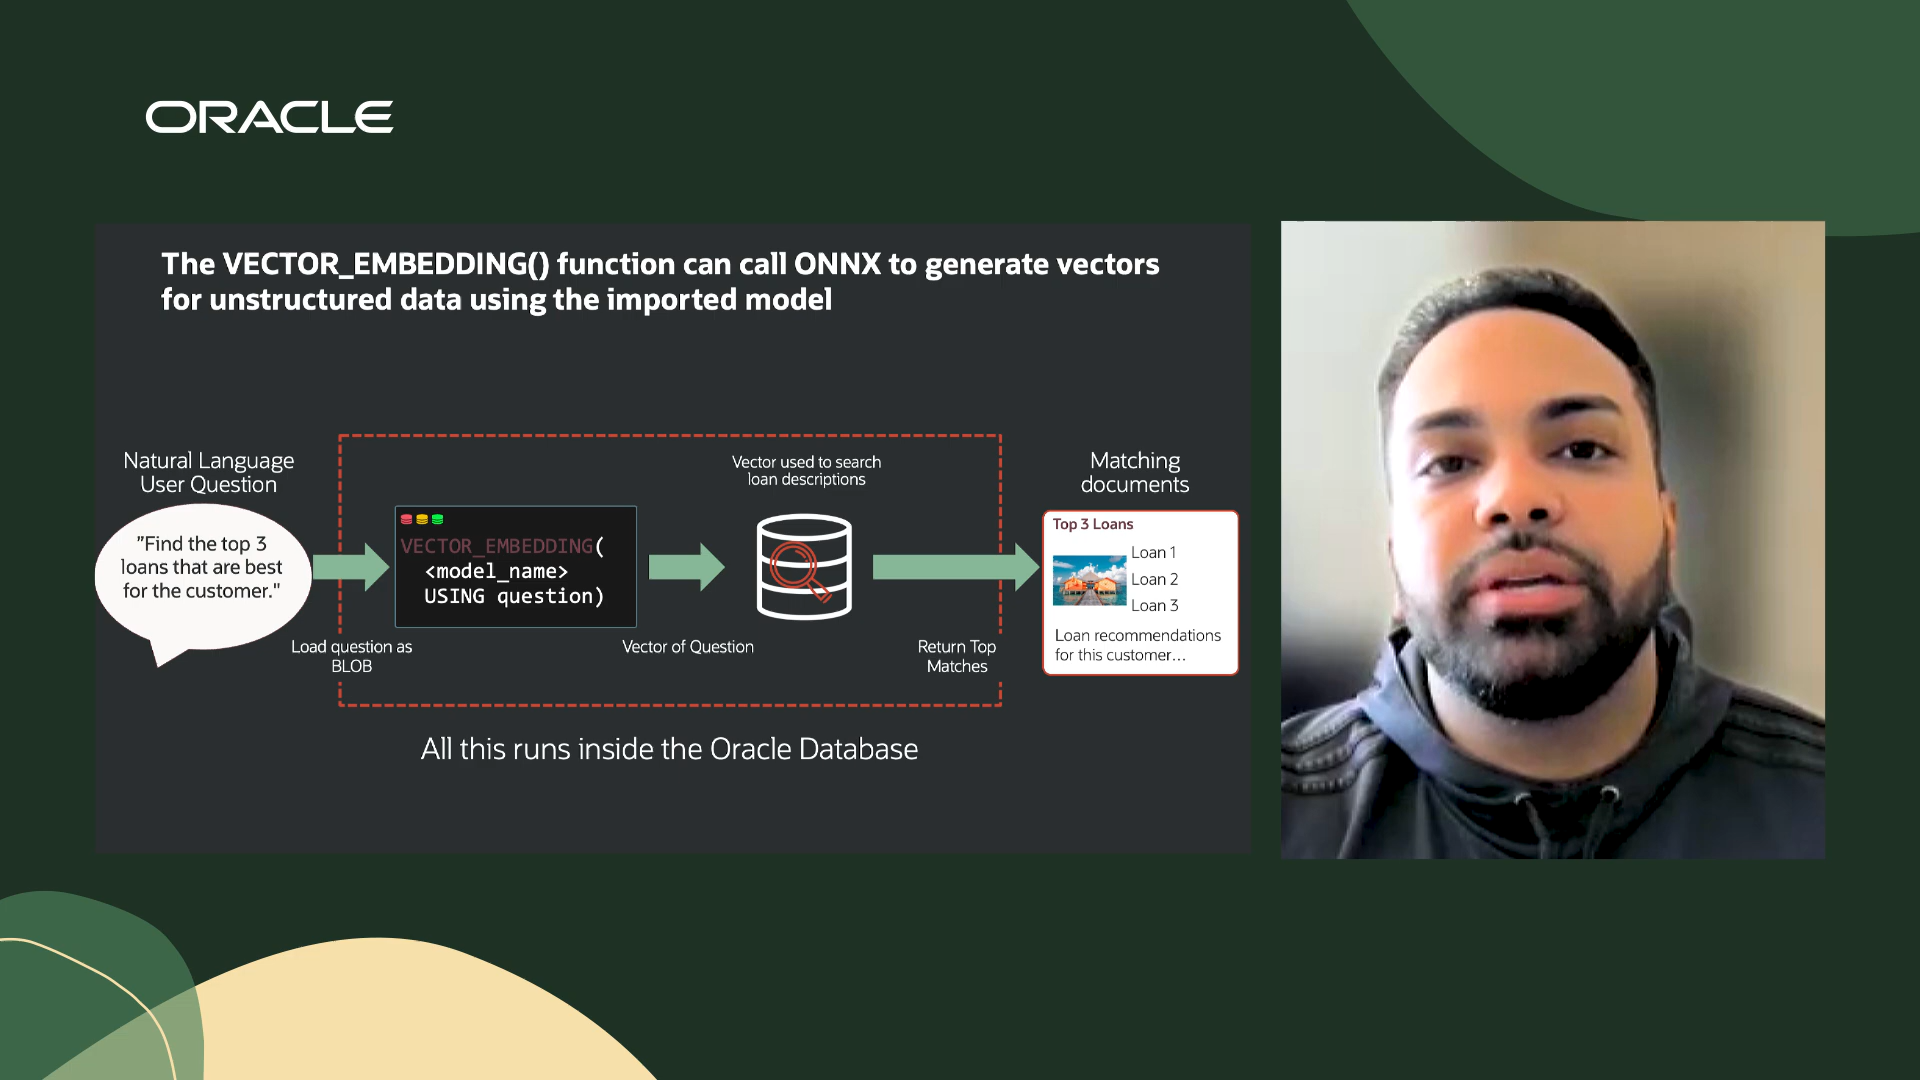 ORACLE
The VECTOR_EMBEDDING() function can call ONNX to generate vectors
for unstructured data using the imported model
Natural Language
User Question
"Find the top 3
loans that are best
for the customer."
Load question as
BLOB
VECTOR_EMBEDDING(
<model_name>
USING question)
Vector of Question
Vector used to search
loan descriptions
Return Top
Matches
Matching
documents
Top 3 Loans
Loan 1
Loan 2
Loan 3
Loan recommendations
for this customer...
All this runs inside the Oracle Database